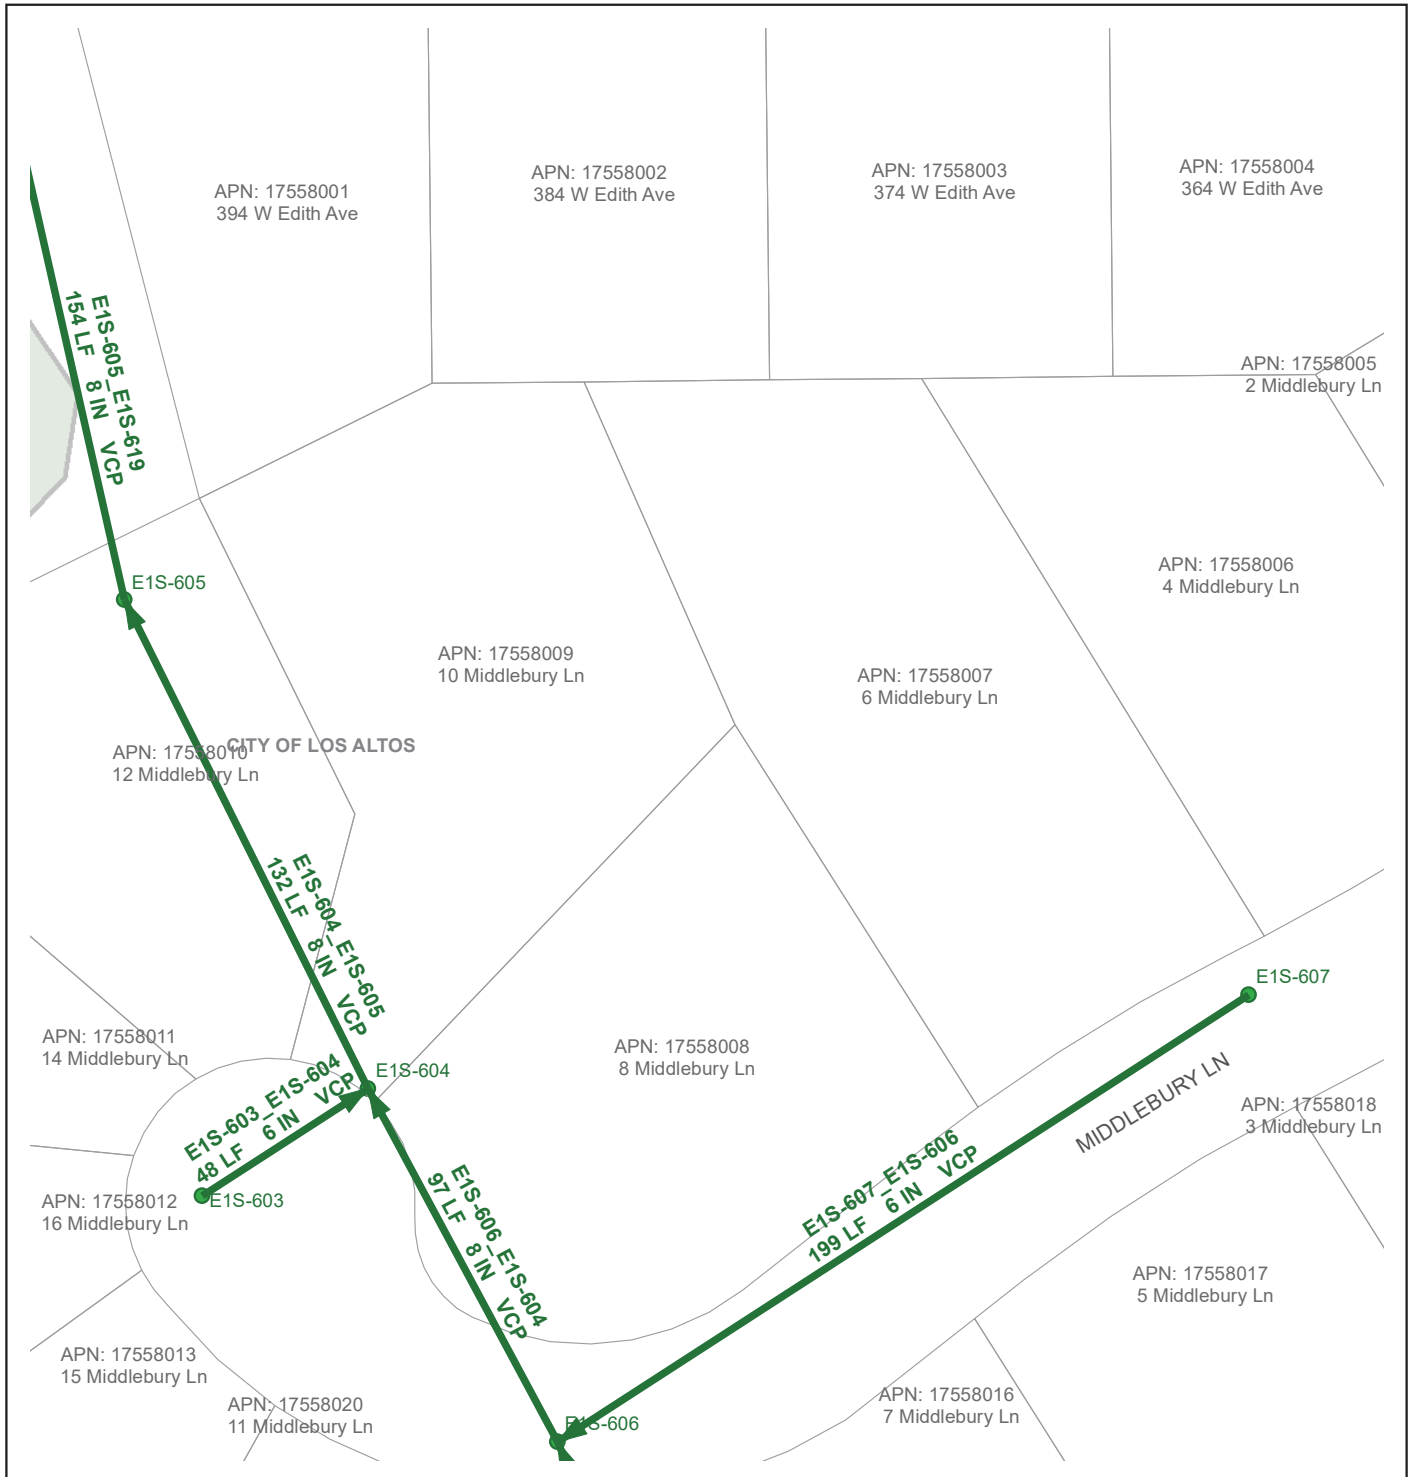 APN: 17558001
394 W Edith Ave
APN: 17558002
384 W Edith Ave
APN: 17558003
374 W Edith Ave
APN: 17558004
364 W Edith Ave
E1S-605_E1S-619
154 LF 8 IN VCP
APN: 17558005
2 Middlebury Ln
E1S-605
APN: 17558006
4 Middlebury Ln
APN: 17558009
10 Middlebury Ln
APN: 17558007
6 Middlebury Ln
CITY OF LOS ALTOS
APN: 17558010
12 Middlebury Ln
E1S-604_E1S-605
132 LF 8 IN VCP
E1S-607
APN: 17558011
14 Middlebury Ln
E1S-603_E1S-604
48 LF 6 IN VCP
E1S-604
APN: 17558008
8 Middlebury Ln
MIDDLEBURY LN
APN: 17558018
3 Middlebury Ln
APN: 17558012
16 Middlebury Ln
E1S-603
E1S-606_E1S-604
97 LF 8 IN VCP
E1S-607_E1S-606
199 LF 6 IN VCP
APN: 17558017
5 Middlebury Ln
APN: 17558013
15 Middlebury Ln
APN: 17558020
11 Middlebury Ln
E1S-606
APN: 17558016
7 Middlebury Ln